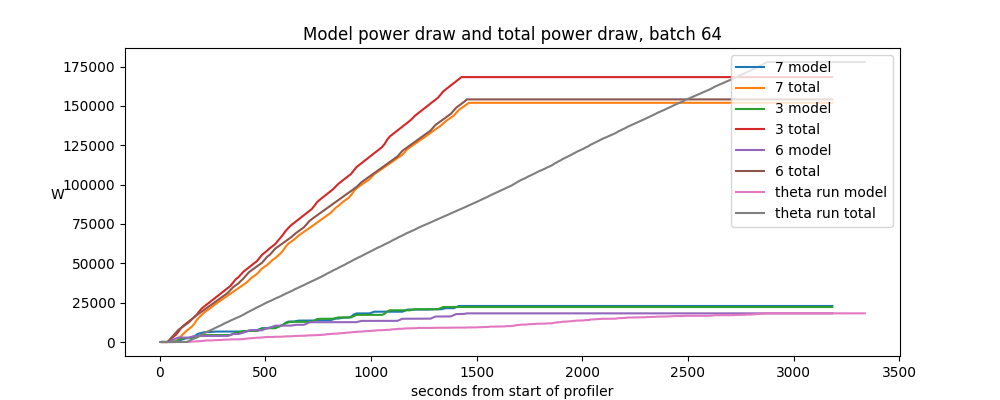 Model power draw and total power draw, batch 64
175000
150000
125000
100000
75000
50000
25000
0
W
0 500 1000 1500 2000 2500 3000 3500
seconds from start of profiler
7 model
7 total
3 model
3 total
6 model
6 total
theta run model
theta run total